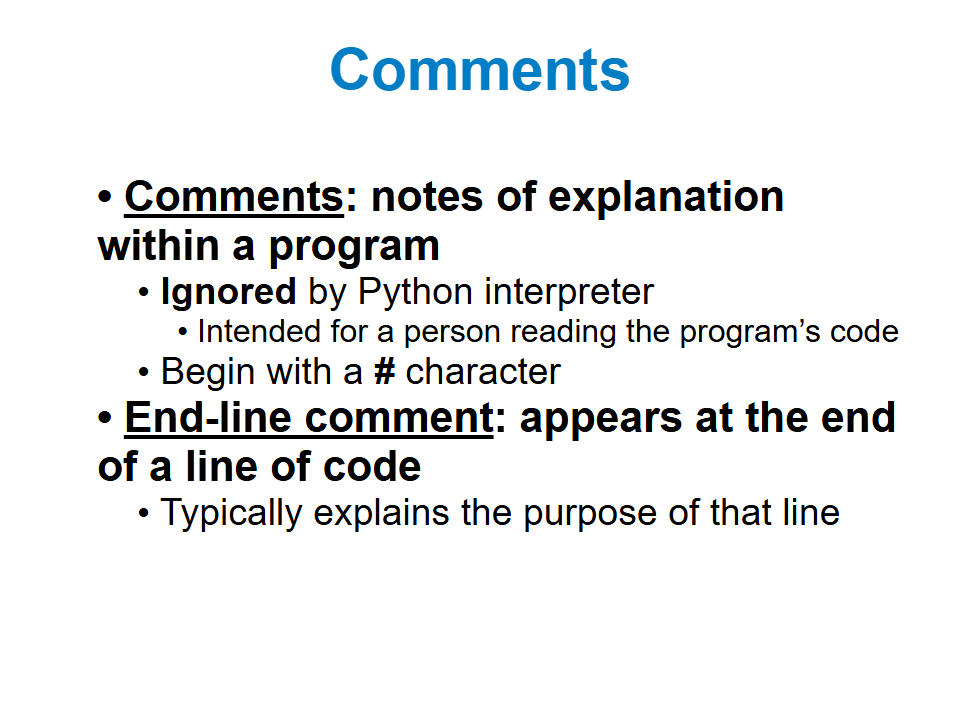 Comments
• Comments: notes of explanation
within a program
• Ignored by Python interpreter
• Intended for a person reading the program’s code
• Begin with a # character
• End-line comment: appears at the end
of a line of code
• Typically explains the purpose of that line